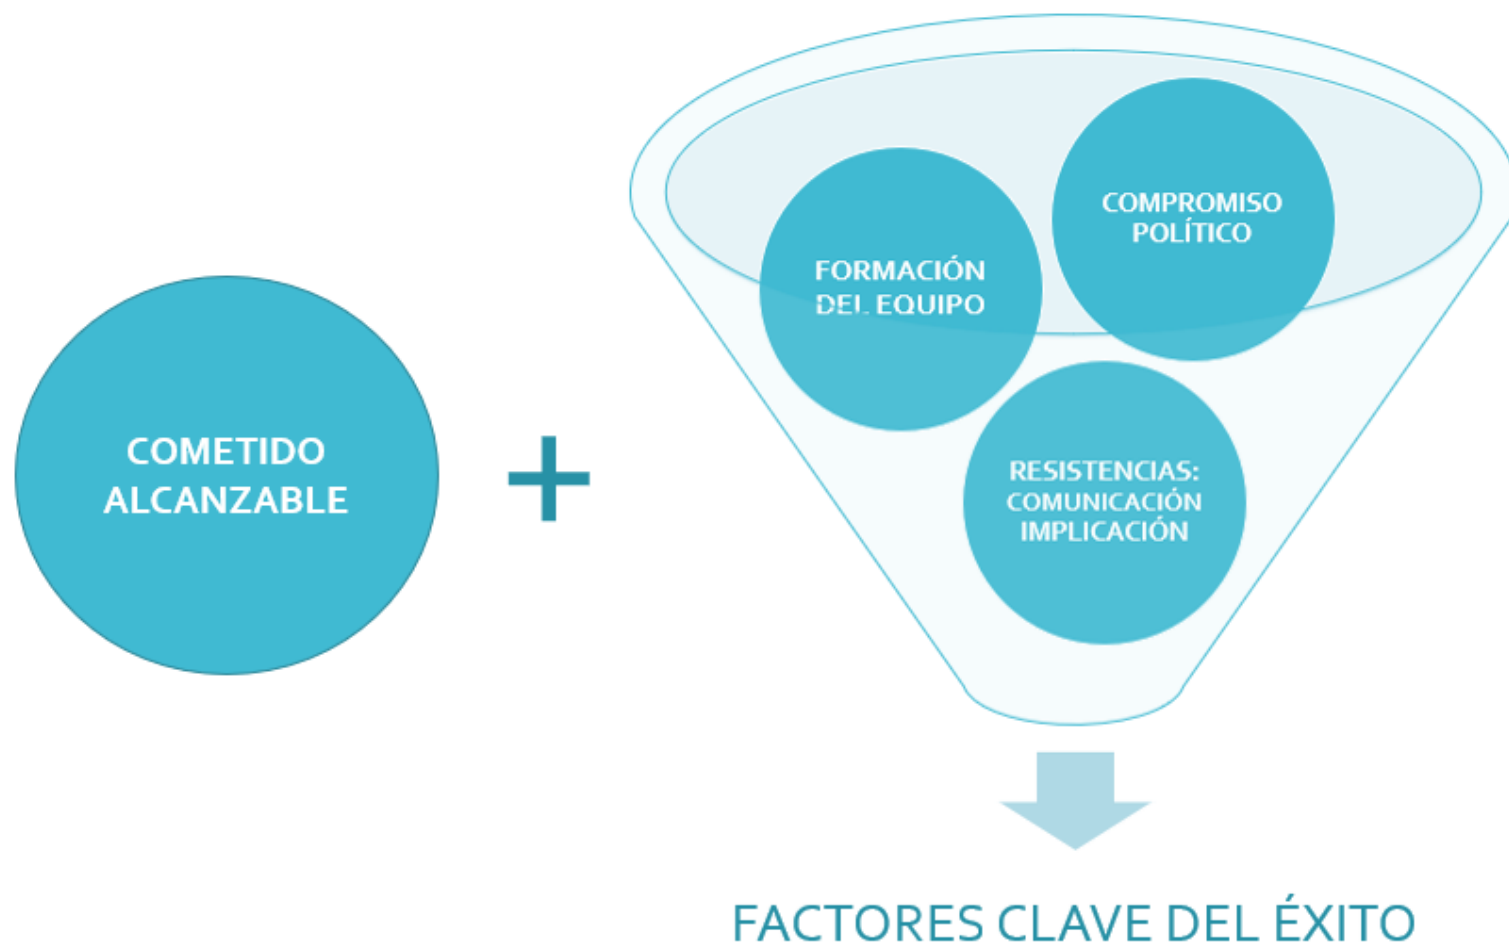 COMETIDO
ALCANZABLE
+
FORMACIÓN
DEL EQUIPO
COMPROMISO
POLÍTICO
RESISTENCIAS:
COMUNICACIÓN
IMPLICACIÓN
FACTORES CLAVE DEL ÉXITO